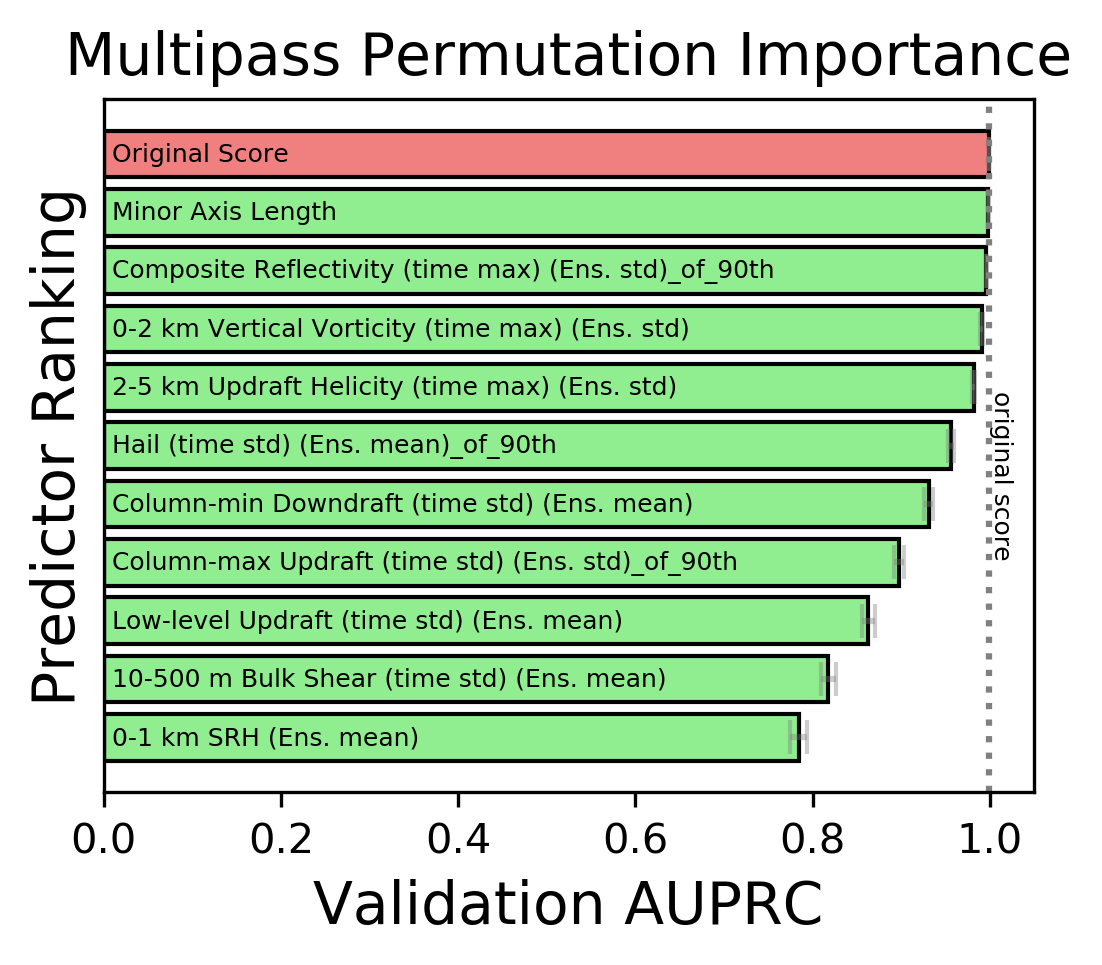 Multipass Permutation Importance
Predictor Ranking
Original Score
Minor Axis Length
Composite Reflectivity (time max) (Ens. std)_of_90th
0-2 km Vertical Vorticity (time max) (Ens. std)
2-5 km Updraft Helicity (time max) (Ens. std)
Hail (time std) (Ens. mean)_of_90th
Column-min Downdraft (time std) (Ens. mean)
Column-max Updraft (time std) (Ens. std)_of_90th
Low-level Updraft (time std) (Ens. mean)
10-500 m Bulk Shear (time std) (Ens. mean)
0-1 km SRH (Ens. mean)
original score
0.0 0.2 0.4 0.6 0.8 1.0
Validation AUPRC